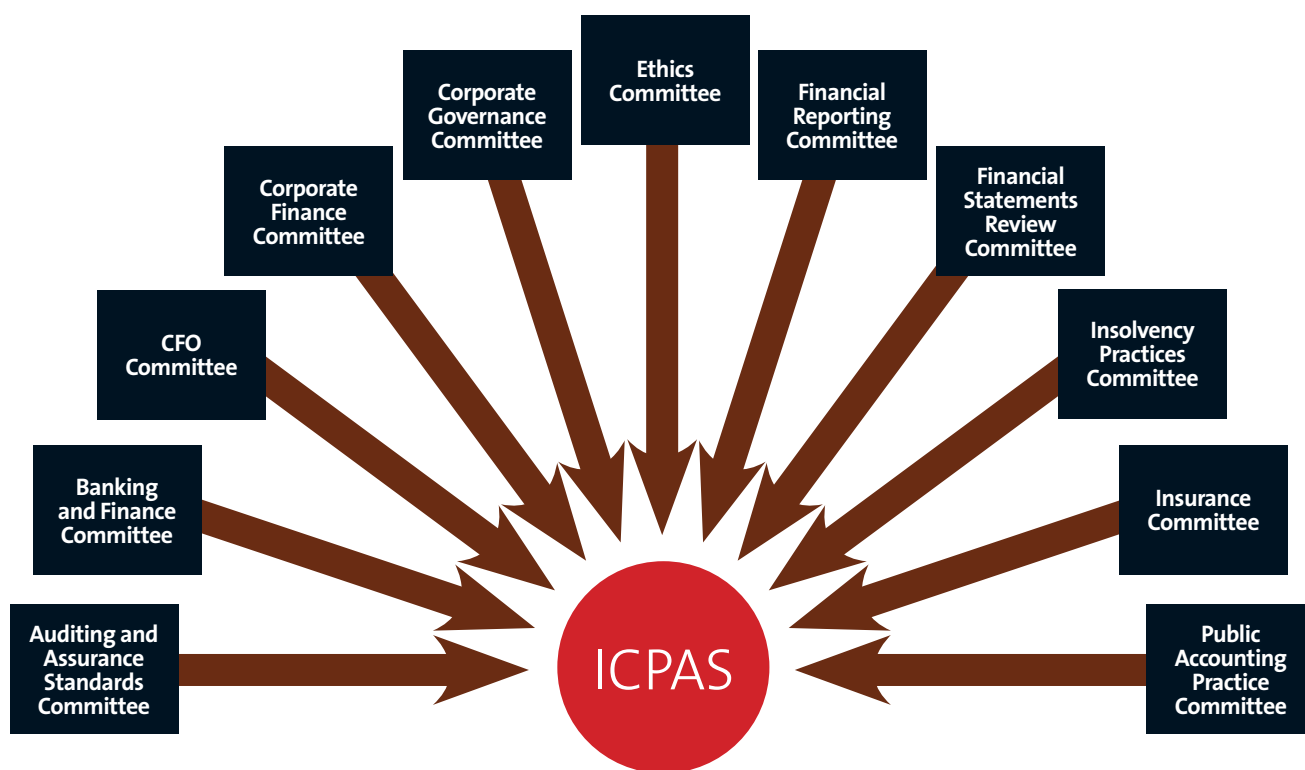 Ethics
Committee
Corporate
Governance
Committee
Financial
Reporting
Committee
Corporate
Finance
Committee
Financial
Statements
Review
Committee
CFO
Committee
Insolvency
Practices
Committee
Banking
and Finance
Committee
Insurance
Committee
Auditing and
Assurance
Standards
Committee
ICPAS
Public
Accounting
Practice
Committee